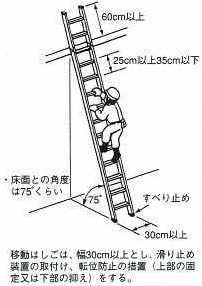 60cm以上
25cm以上35cm以下
・床面との角度
は75°くらい
75°
すべり止め
30cm以上
移動はしごは、幅30cm以上とし、滑り止め
装置の取付け、転位防止の措置（上部の固
定又は下部の抑え）をする。